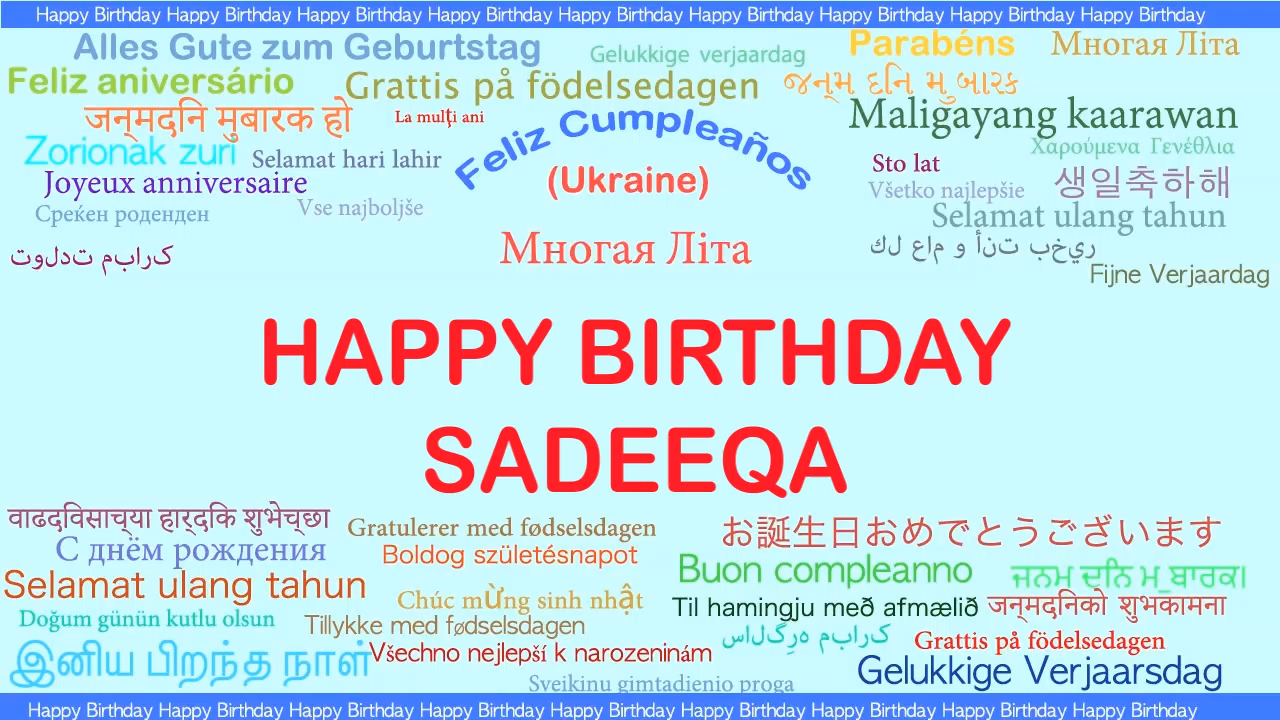 Happy Birthday Happy Birthday Happy Birthday Happy Birthday Happy Birthday Happy Birthday Happy Birthday Happy Birthday Happy Birthday
Alles Gute zum Geburtstag
Gelukkige verjaardag
Parabéns
Многая Літа
Feliz aniversário
Grattis på födelsedagen
જન્મ દનિ મુ બારક
जन्मदनि मुबारक हो
La mulţi ani
Feliz Cumpleaños
Maligayang kaarawan
Zorionak zuri
Selamat hari lahir
(Ukraine)
Sto lat
Χαρούμενα Γενέθλια
Joyeux anniversaire
Všetko najlepšie
생일축하해
Среќен роденден
Vse najboljše
Selamat ulang tahun
Многая Літа
تولدت مبارک
كل عام و أنت بخير
Fijne Verjaardag
HAPPY BIRTHDAY
SADEEQA
वाढदविसाच्या हार्दकि शुभेच्छा
Gratulerer med fødselsdagen
お誕生日おめでとうございます
С днём рождения
Boldog születésnapot
Buon compleanno
ਜਨਮ ਦਨਿ ਮੁ ਬਾਰਕ।
Selamat ulang tahun
Chúc mừng sinh nhật
Til hamingju með afmælið
जन्मदनिको शुभकामना
Doğum günün kutlu olsun
Tillykke med fødselsdagen
سالگرہ مبارک
Grattis på födelsedagen
இனிய பிறந்த நாள்
Všechno nejlepší k narozeninám
Gelukkige Verjaarsdag
Sveikinu gimtadienio proga
Happy Birthday Happy Birthday Happy Birthday Happy Birthday Happy Birthday Happy Birthday Happy Birthday Happy Birthday Happy Birthday